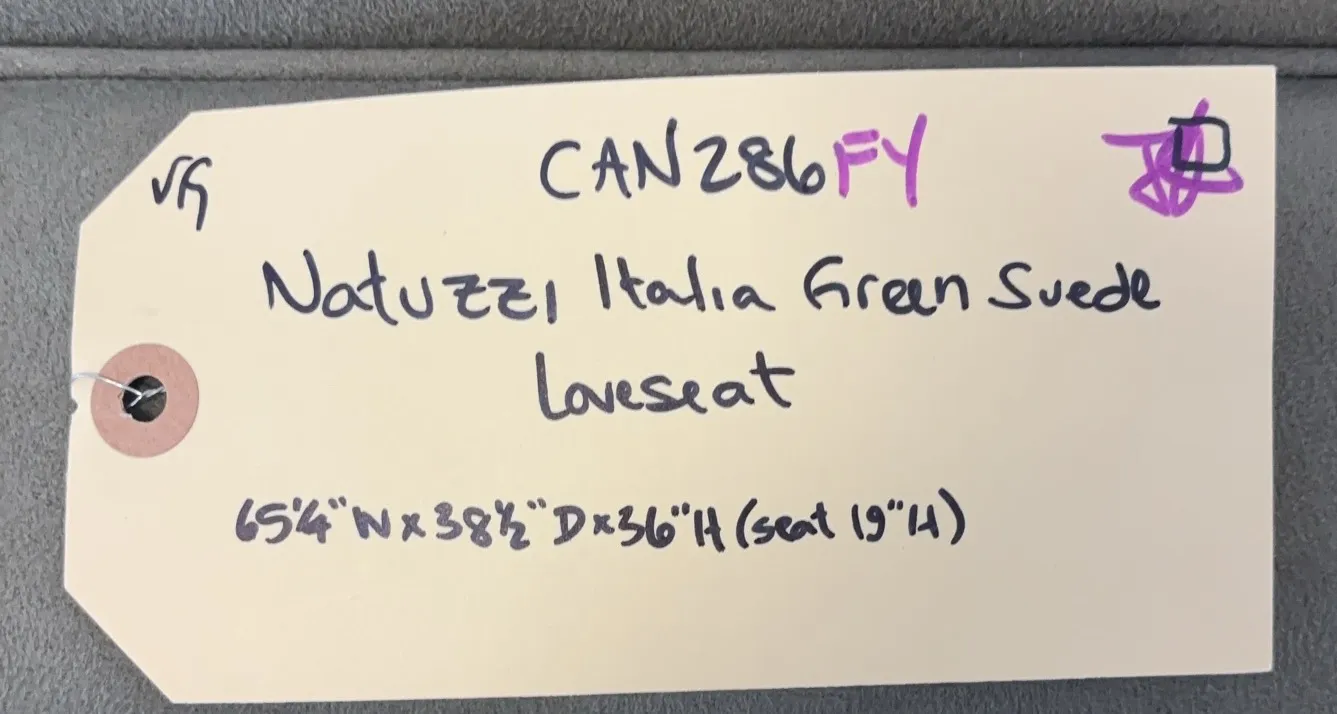 VG
CAN286FY
Natuzzi Italia Green Suede
Loveseat
65¼" W x 38½" D x 36" H (seat 19" H)